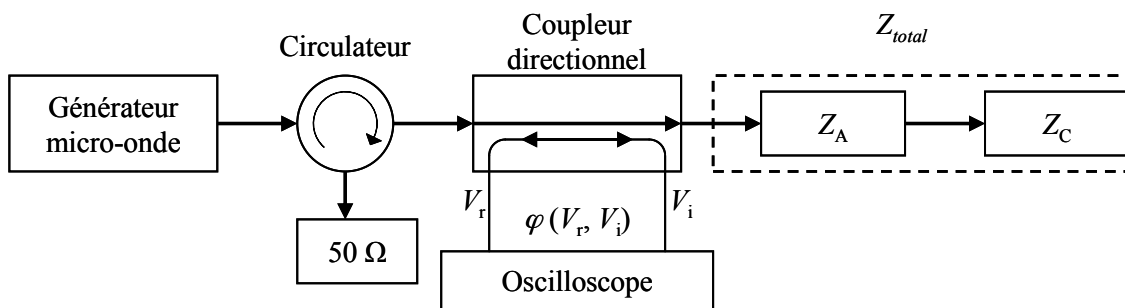 Générateur
micro-onde
Circulateur
50 Ω
Coupleur
directionnel
V_r
φ (V_r, V_i)
V_i
Oscilloscope
Z_total
Z_A
Z_C